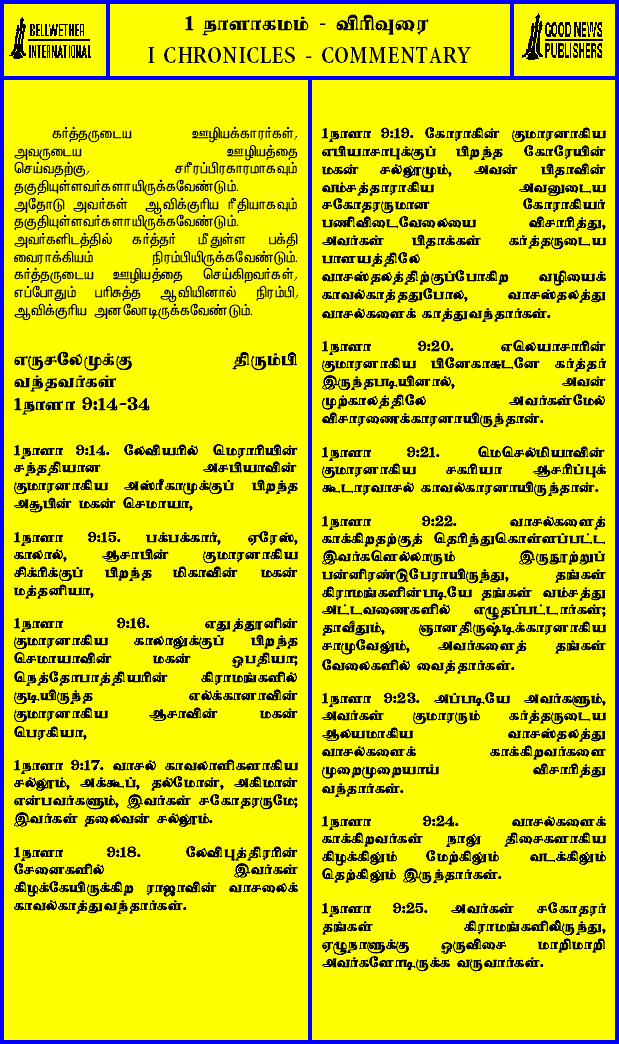 BELLWETHER
INTERNATIONAL
1 நாளாகமம் - விரிவுரை
I CHRONICLES - COMMENTARY
GOOD NEWS
PUBLISHERS
கர்த்தருடைய ஊழியக்காரர்கள்,
அவருடைய ஊழியத்தை
செய்வதற்கு, சரீரப்பிரகாரமாகவும்
தகுதியுள்ளவர்களாயிருக்கவேண்டும்.
அதோடு அவர்கள் ஆவிக்குரிய ரீதியாகவும்
தகுதியுள்ளவர்களாயிருக்கவேண்டும்.
அவர்களிடத்தில் கர்த்தர் மீதுள்ள பக்தி
வைராக்கியம் நிரம்பியிருக்கவேண்டும்.
கர்த்தருடைய ஊழியத்தை செய்கிறவர்கள்,
எப்போதும் பரிசுத்த ஆவியினால் நிரம்பி,
ஆவிக்குரிய அனலோடிருக்கவேண்டும்.
எருசலேமுக்கு திரும்பி
வந்தவர்கள்
1நாளா 9:14-34
1நாளா 9:14. லேவியரில் மெராரியின்
சந்ததியான அசபியாவின்
குமாரனாகிய அஸ்ரீகாமுக்குப் பிறந்த
அசூபின் மகன் செமாயா,
1நாளா 9:15. பக்பக்கார், ஏரேஸ்,
காலால், ஆசாபின் குமாரனாகிய
சிக்ரிக்குப் பிறந்த மிகாவின் மகன்
மத்தனியா,
1நாளா 9:16. எதுத்தூனின்
குமாரனாகிய காலாலுக்குப் பிறந்த
செமாயாவின் மகன் ஒபதியா;
நெத்தோபாத்தியரின் கிராமங்களில்
குடியிருந்த எல்க்கானாவின்
குமாரனாகிய ஆசாவின் மகன்
பெரகியா,
1நாளா 9:17. வாசல் காவலாளிகளாகிய
சல்லூம், அக்கூப், தல்மோன், அகிமான்
என்பவர்களும், இவர்கள் சகோதரருமே;
இவர்கள் தலைவன் சல்லூம்.
1நாளா 9:18. லேவிபுத்திரரின்
சேனைகளில் இவர்கள்
கிழக்கேயிருக்கிற ராஜாவின் வாசலைக்
காவல்காத்துவந்தார்கள்.
1நாளா 9:19. கோராகின் குமாரனாகிய
எபியாசாபுக்குப் பிறந்த கோரேயின்
மகன் சல்லூமும், அவன் பிதாவின்
வம்சத்தாராகிய அவனுடைய
சகோதரருமான கோராகியர்
பணிவிடைவேலையை விசாரித்து,
அவர்கள் பிதாக்கள் கர்த்தருடைய
பாளயத்திலே
வாசஸ்தலத்திற்குப்போகிற வழியைக்
காவல்காத்ததுபோல, வாசஸ்தலத்து
வாசல்களைக் காத்துவந்தார்கள்.
1நாளா 9:20. எலெயாசாரின்
குமாரனாகிய பினேகாசுடனே கர்த்தர்
இருந்தபடியினால், அவன்
முற்காலத்திலே அவர்கள்மேல்
விசாரணைக்காரனாயிருந்தான்.
1நாளா 9:21. மெசெல்மியாவின்
குமாரனாகிய சகரியா ஆசரிப்புக்
கூடாரவாசல் காவல்காரனாயிருந்தான்.
1நாளா 9:22. வாசல்களைத்
காக்கிறதற்குத் தெரிந்துகொள்ளப்பட்ட
இவர்களெல்லாரும் இருநூற்றுப்
பன்னிரண்டுபேராயிருந்து, தங்கள்
கிராமங்களின்படியே தங்கள் வம்சத்து
அட்டவணைகளில் எழுதப்பட்டார்கள்;
தாவீதும், ஞானதிருஷ்டிக்காரனாகிய
சாமுவேலும், அவர்களைத் தங்கள்
வேலைகளில் வைத்தார்கள்.
1நாளா 9:23. அப்படியே அவர்களும்,
அவர்கள் குமாரரும் கர்த்தருடைய
ஆலயமாகிய வாசஸ்தலத்து
வாசல்களைக் காக்கிறவர்களை
முறைமுறையாய் விசாரித்து
வந்தார்கள்.
1நாளா 9:24. வாசல்களைக்
காக்கிறவர்கள் நாலு திசைகளாகிய
கிழக்கிலும் மேற்கிலும் வடக்கிலும்
தெற்கிலும் இருந்தார்கள்.
1நாளா 9:25. அவர்கள் சகோதரர்
தங்கள் கிராமங்களிலிருந்து,
ஏழுநாளுக்கு ஒருவிசை மாறிமாறி
அவர்களோடிருக்க வருவார்கள்.